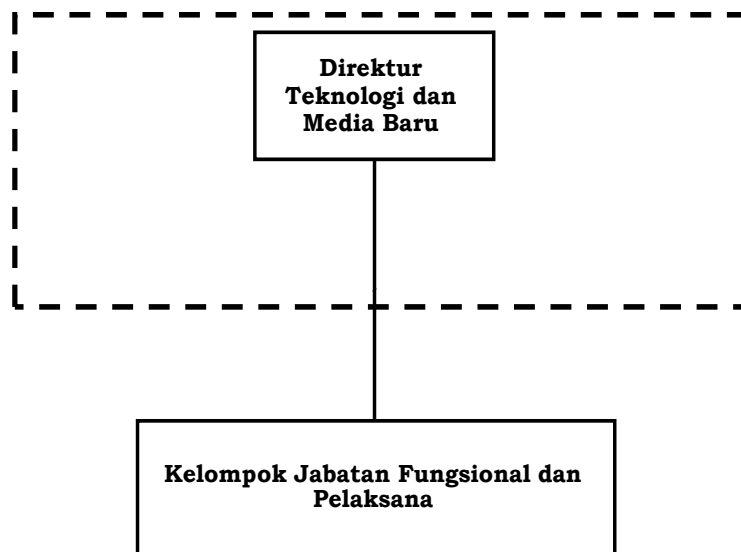 Direktur
Teknologi dan
Media Baru
Kelompok Jabatan Fungsional dan
Pelaksana